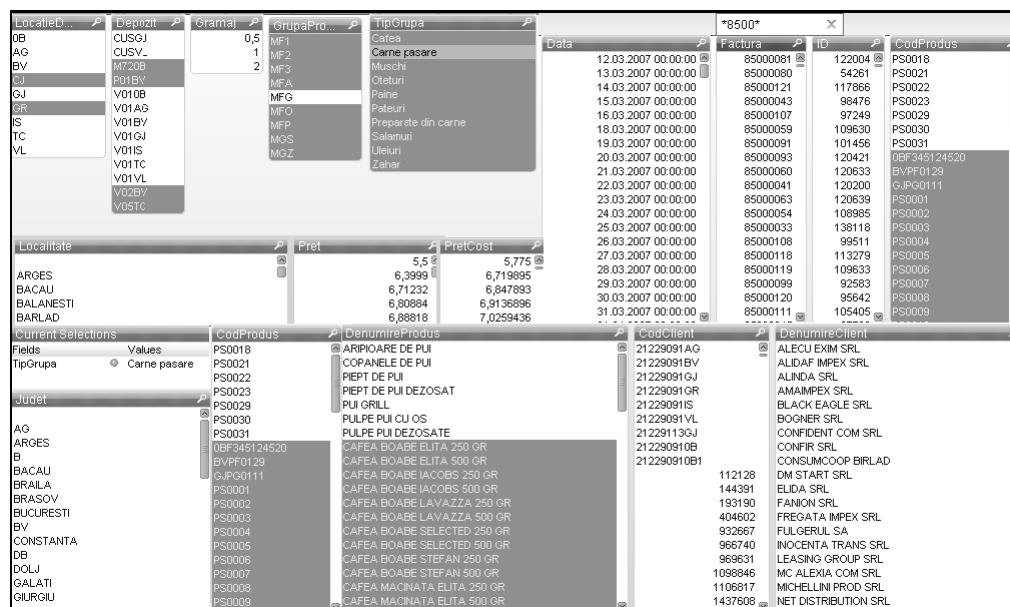 LocatieD...
0B
AG
BV
CJ
GJ
GR
IS
TC
VL
Depozit
CUSGJ
CUSV_
M720B
P01BV
V010B
V01AG
V01BV
V01GJ
V01IS
V01TC
V01VL
V02BV
V05TC
Gramaj
0,5
1
2
GrupaPro...
MF1
MF2
MF3
MFA
MFG
MFO
MFP
MGS
MGZ
TipGrupa
Cafea
Carne pasare
Muschi
Oteturi
Paine
Pateuri
Preparate din carne
Salamuri
Uleiuri
Zahar
*8500*
Data
12.03.2007 00:00:00
13.03.2007 00:00:00
14.03.2007 00:00:00
15.03.2007 00:00:00
16.03.2007 00:00:00
18.03.2007 00:00:00
19.03.2007 00:00:00
20.03.2007 00:00:00
21.03.2007 00:00:00
22.03.2007 00:00:00
23.03.2007 00:00:00
24.03.2007 00:00:00
25.03.2007 00:00:00
26.03.2007 00:00:00
27.03.2007 00:00:00
28.03.2007 00:00:00
29.03.2007 00:00:00
30.03.2007 00:00:00
31.03.2007 00:00:00
Factura
85000081
85000080
85000121
85000043
85000107
85000059
85000091
85000093
85000060
85000041
85000063
85000054
85000033
85000108
85000118
85000119
85000099
85000120
85000111
ID
122004
54261
117866
98476
97249
109630
101456
120421
120633
120200
120639
108985
138118
99511
113279
109633
92583
95642
105405
CodProdus
PS0018
PS0021
PS0022
PS0023
PS0029
PS0030
PS0031
0BF345124520
BVPF0129
GJPG0111
PS0001
PS0002
PS0003
PS0004
PS0005
PS0006
PS0007
PS0008
PS0009
Localitate
ARGES
BACAU
BALANESTI
BARLAD
Pret
5,5
6,3999
6,71232
6,80884
6,88818
PretCost
5,775
6,719895
6,847893
6,9136896
7,0259436
Current Selections
Fields Values
TipGrupa Carne pasare
Judet
AG
ARGES
B
BACAU
BRAILA
BRASOV
BUCURESTI
BV
CONSTANTA
DB
DOLJ
GALATI
GIURGIU
CodProdus
PS0018
PS0021
PS0022
PS0023
PS0029
PS0030
PS0031
0BF345124520
BVPF0129
GJPG0111
PS0001
PS0002
PS0003
PS0004
PS0005
PS0006
PS0007
PS0008
PS0009
DenumireProdus
ARIPIOARE DE PUI
COPANELE DE PUI
PIEPT DE PUI
PIEPT DE PUI DEZOSAT
PUI GRILL
PULPE PUI CU OS
PULPE PUI DEZOSATE
CAFEA BOABE ELITA 250 GR
CAFEA BOABE ELITA 500 GR
CAFEA BOABE IACOBS 250 GR
CAFEA BOABE IACOBS 500 GR
CAFEA BOABE LAVAZZA 250 GR
CAFEA BOABE LAVAZZA 500 GR
CAFEA BOABE SELECTED 250 GR
CAFEA BOABE SELECTED 500 GR
CAFEA BOABE STEFAN 250 GR
CAFEA BOABE STEFAN 500 GR
CAFEA MACINATA ELITA 250 GR
CAFEA MACINATA ELITA 500 GR
CodClient
21229091AG
21229091BV
21229091GJ
21229091GR
21229091IS
21229091VL
21229113GJ
212290910B
212290910B1
112128
144391
193190
404602
932667
966740
969631
1098846
1106817
1437608
DenumireClient
ALECU EXIM SRL
ALIDAF IMPEX SRL
ALINDA SRL
AMAIMPEX SRL
BLACK EAGLE SRL
BOGNER SRL
CONFIDENT COM SRL
CONFIR SRL
CONSUMCOOP BIRLAD
DM START SRL
ELIDA SRL
FANION SRL
FREGATA IMPEX SRL
FULGERUL SA
INOCENTA TRANS SRL
LEASING GROUP SRL
MC ALEXIA COM SRL
MICHELLINI PROD SRL
NET DISTRIBUTION SRL